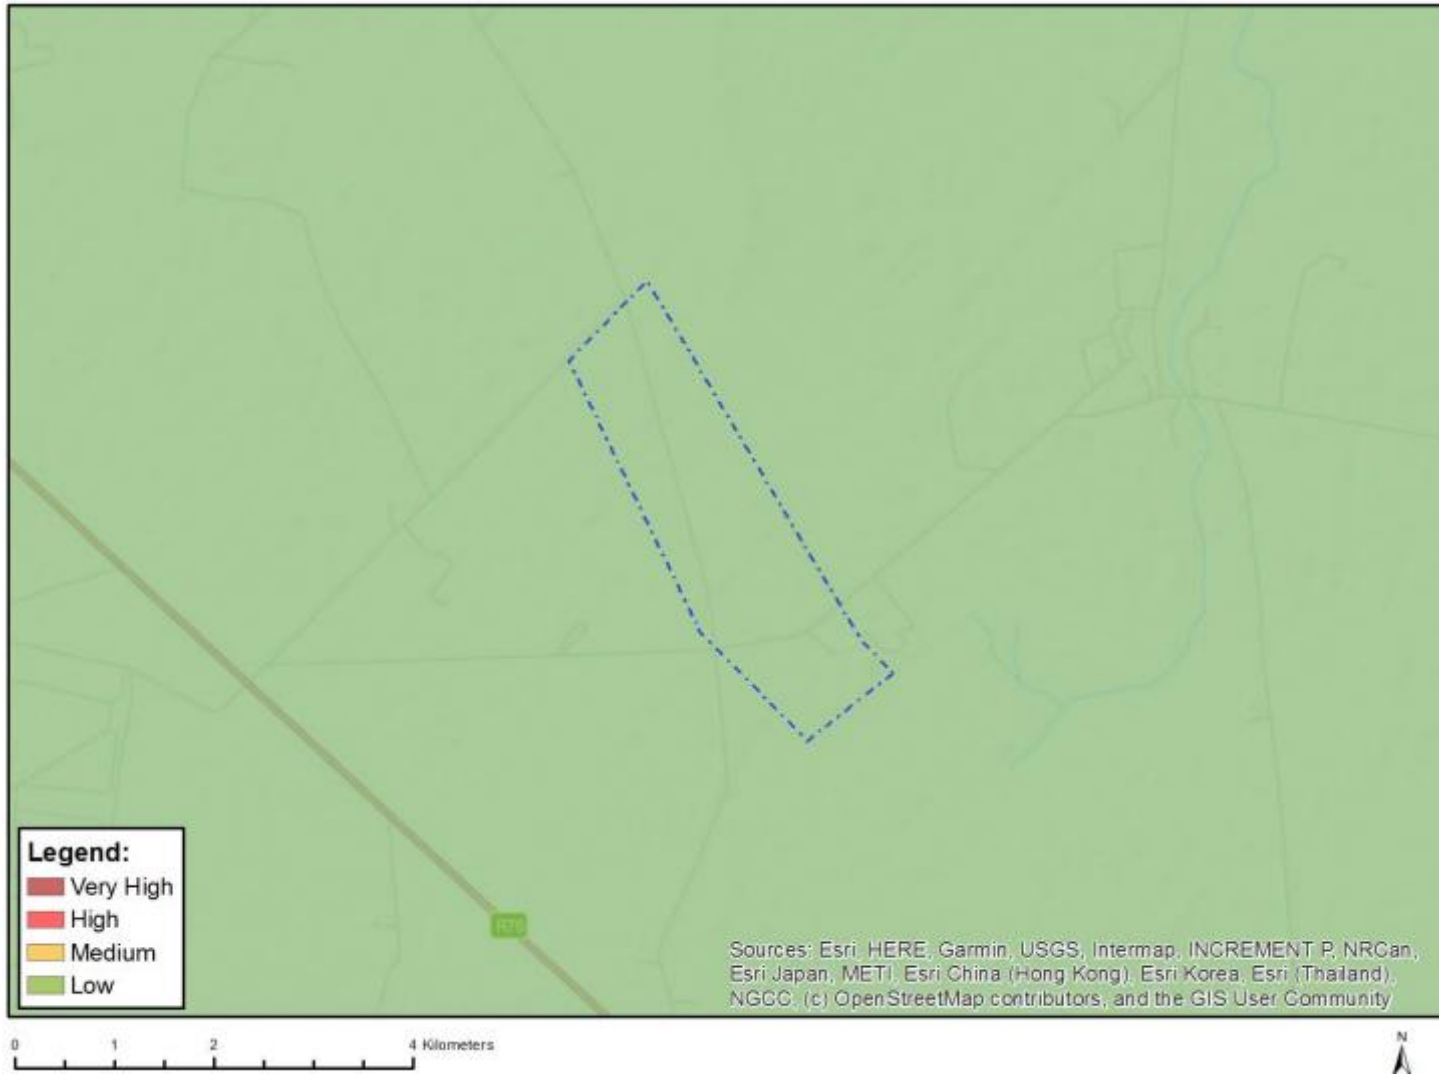 Legend:
Very High
High
Medium
Low
R76
Sources: Esri, HERE, Garmin, USGS, Intermap, INCREMENT P, NRCan,
Esri Japan, METI, Esri China (Hong Kong), Esri Korea, Esri (Thailand),
NGCC, (c) OpenStreetMap contributors, and the GIS User Community
0 1 2 4 Kilometers
N